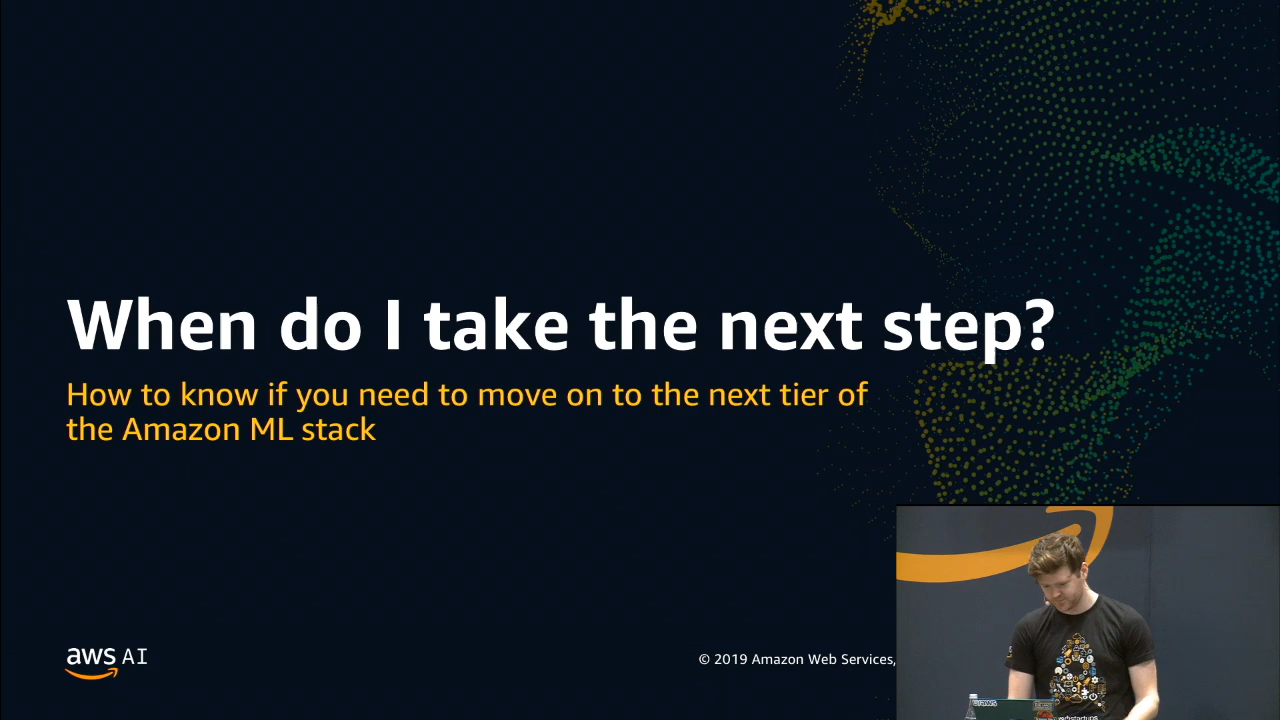 When do I take the next step?
How to know if you need to move on to the next tier of
the Amazon ML stack
aws AI
© 2019 Amazon Web Services,